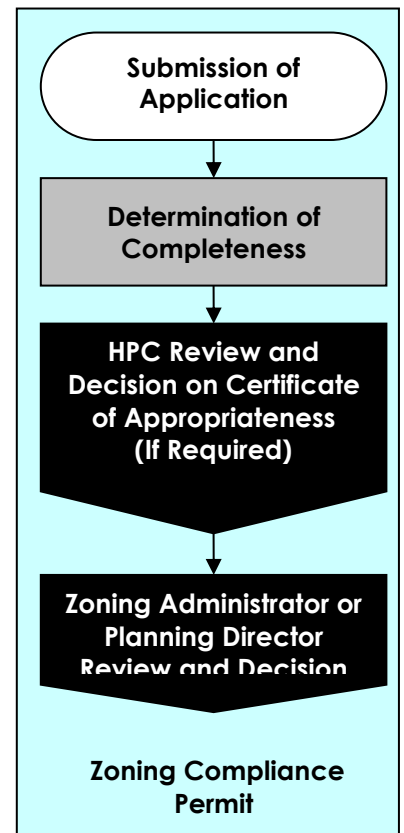 Submission of
Application
Determination of
Completeness
HPC Review and
Decision on Certificate
of Appropriateness
(If Required)
Zoning Administrator or
Planning Director
Review and Decision
Zoning Compliance
Permit